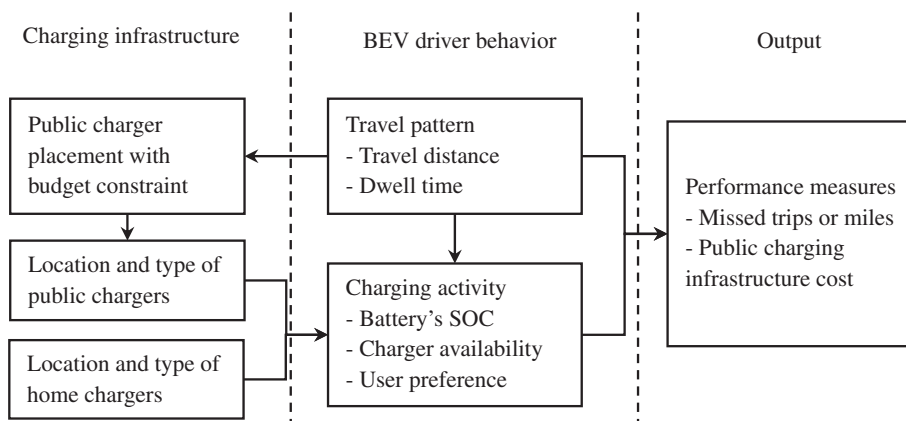 Charging infrastructure
BEV driver behavior
Output
Public charger
placement with
budget constraint
Location and type of
public chargers
Location and type of
home chargers
Travel pattern
- Travel distance
- Dwell time
Charging activity
- Battery's SOC
- Charger availability
- User preference
Performance measures
- Missed trips or miles
- Public charging
infrastructure cost